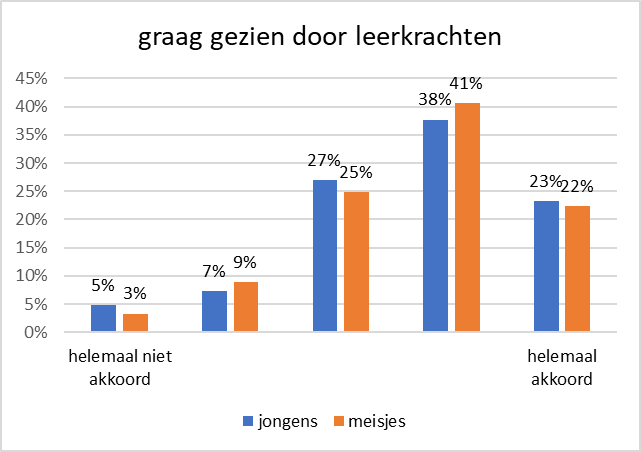 graag gezien door leerkrachten
45%
40%
35%
30%
25%
20%
15%
10%
5%
0%
5% 3% 7% 9% 27% 25% 38% 41% 23% 22%
helemaal niet akkoord
helemaal akkoord
jongens meisjes